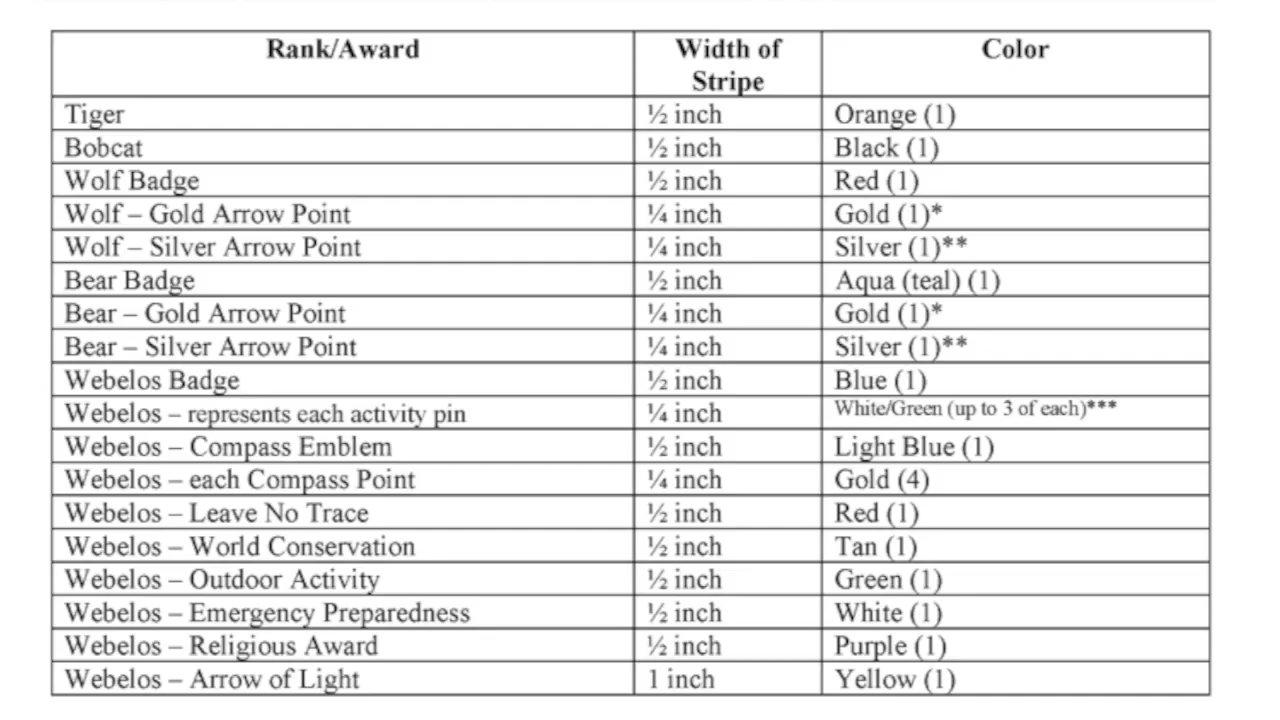 Rank/Award Width of Stripe Color
Tiger ½ inch Orange (1)
Bobcat ½ inch Black (1)
Wolf Badge ½ inch Red (1)
Wolf – Gold Arrow Point ¼ inch Gold (1)*
Wolf – Silver Arrow Point ¼ inch Silver (1)**
Bear Badge ½ inch Aqua (teal) (1)
Bear – Gold Arrow Point ¼ inch Gold (1)*
Bear – Silver Arrow Point ¼ inch Silver (1)**
Webelos Badge ½ inch Blue (1)
Webelos – represents each activity pin ¼ inch White/Green (up to 3 of each)***
Webelos – Compass Emblem ½ inch Light Blue (1)
Webelos – each Compass Point ¼ inch Gold (4)
Webelos – Leave No Trace ½ inch Red (1)
Webelos – World Conservation ½ inch Tan (1)
Webelos – Outdoor Activity ½ inch Green (1)
Webelos – Emergency Preparedness ½ inch White (1)
Webelos – Religious Award ½ inch Purple (1)
Webelos – Arrow of Light 1 inch Yellow (1)